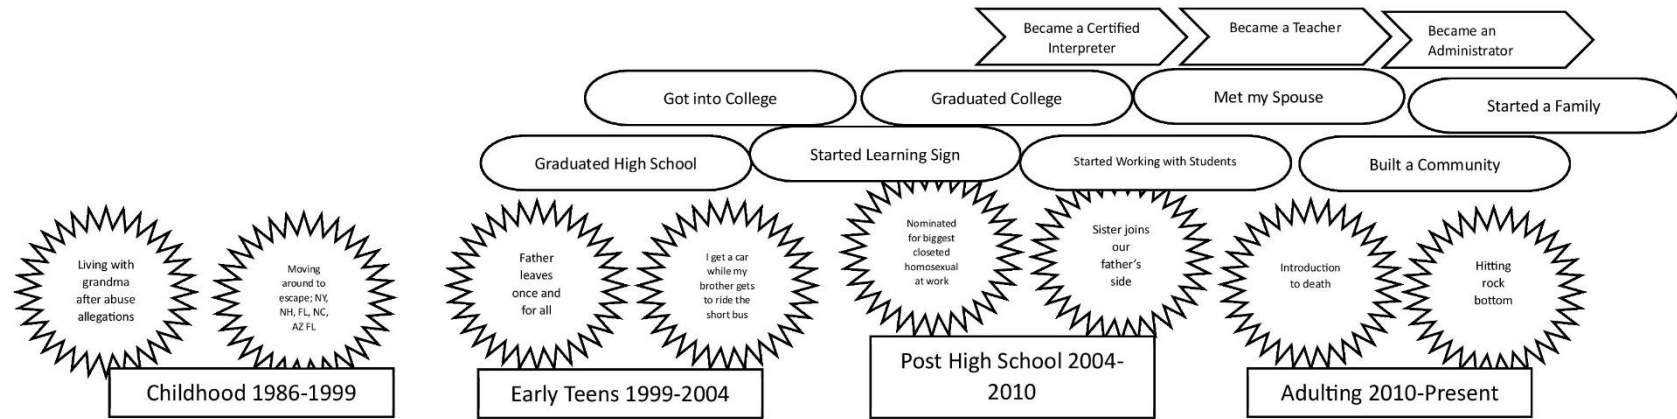 Became a Certified
Interpreter
Became a Teacher
Became an
Administrator
Got into College
Graduated College
Met my Spouse
Started a Family
Graduated High School
Started Learning Sign
Started Working with Students
Built a Community
Living with
grandma
after abuse
allegations
Moving
around to
escape; NY,
NH, FL, NC,
AZ FL
Father
leaves
once and
for all
I get a car
while my
brother gets
to ride the
short bus
Nominated
for biggest
closeted
homosexual
at work
Sister joins
our
father's
side
Introduction
to death
Hitting
rock
bottom
Childhood 1986-1999
Early Teens 1999-2004
Post High School 2004-
2010
Adulting 2010-Present